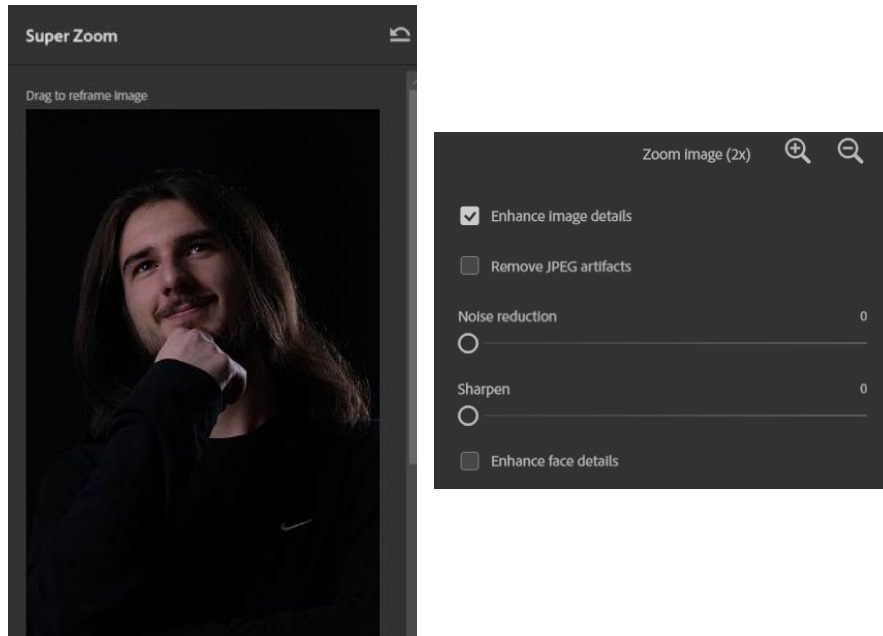 Super Zoom
Drag to reframe image
Zoom image (2x)
Enhance image details
Remove JPEG artifacts
Noise reduction 0
Sharpen 0
Enhance face details